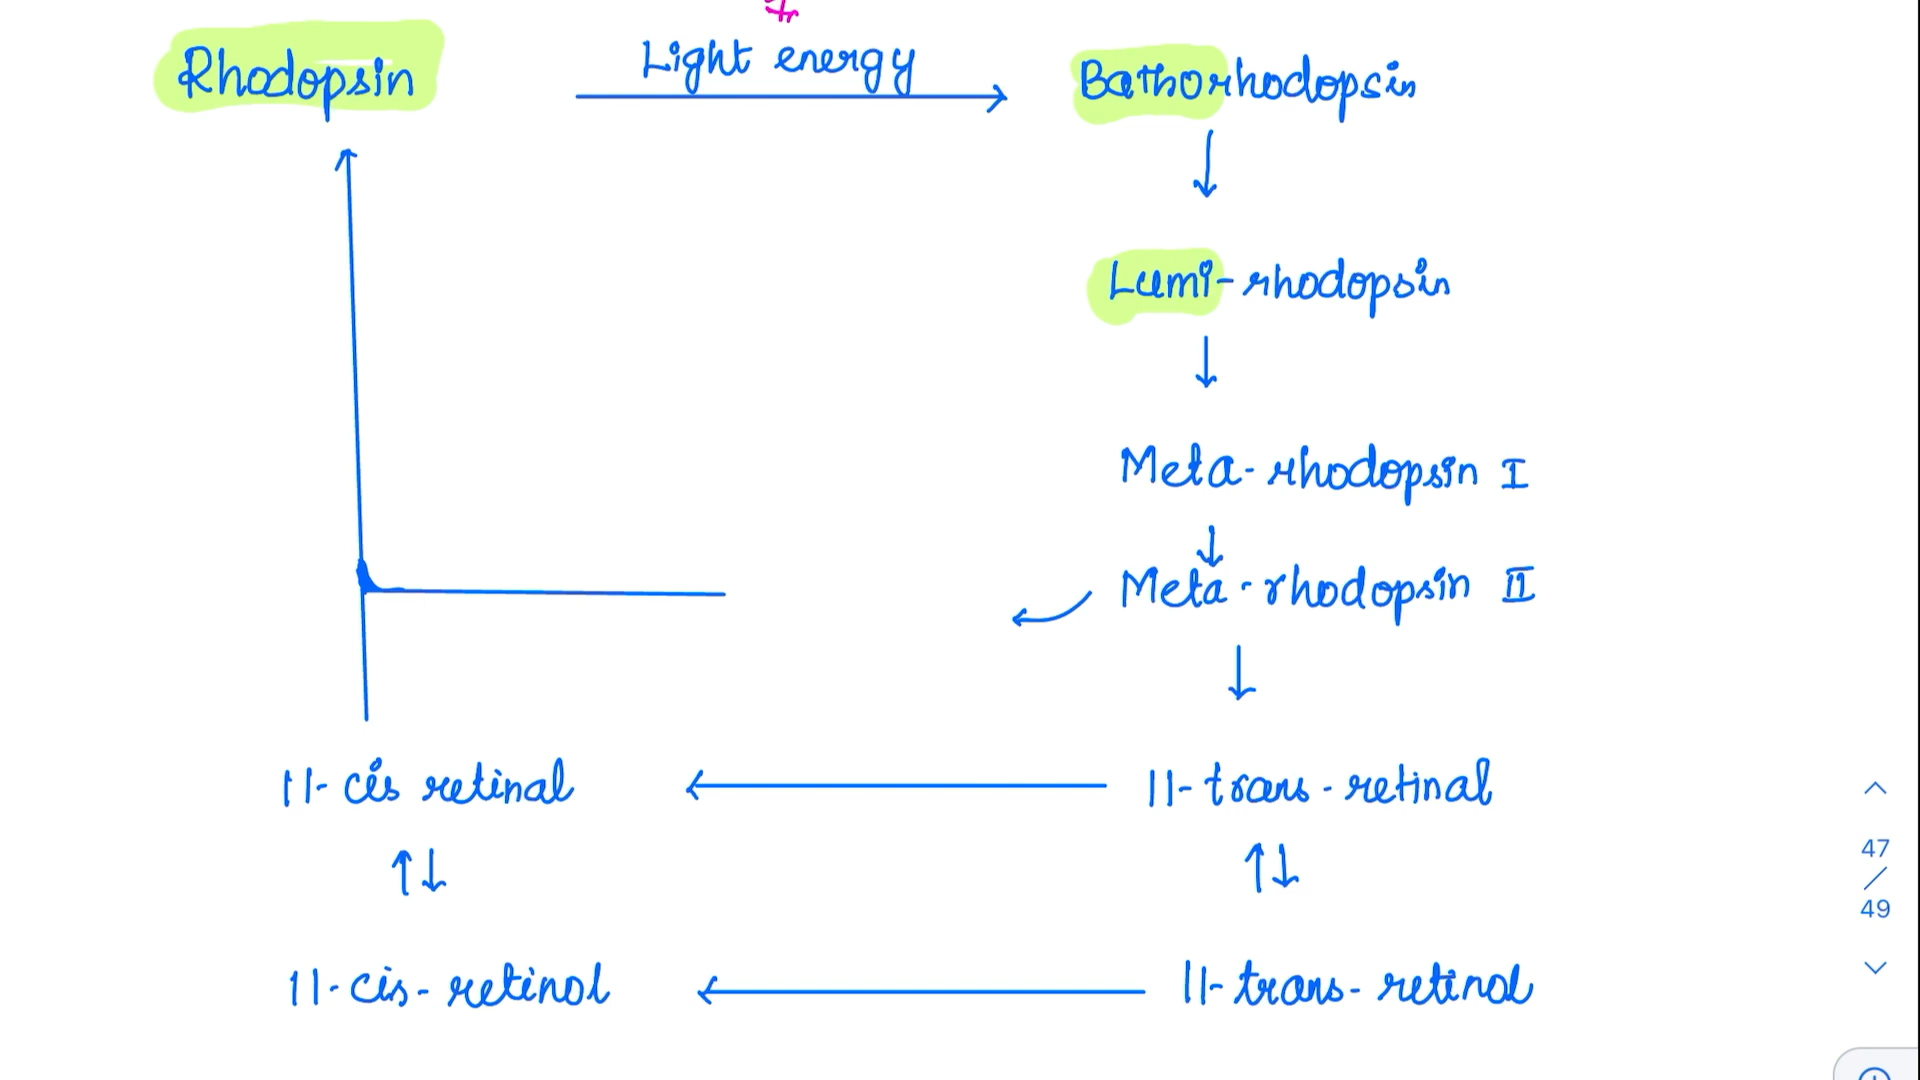 Rhodopsin Light energy Bathorhodopsin
Lumi-rhodopsin
Meta-rhodopsin I
Meta-rhodopsin II
11-cis retinal 11-trans-retinal
11-cis-retinol 11-trans-retinol
47
/
49